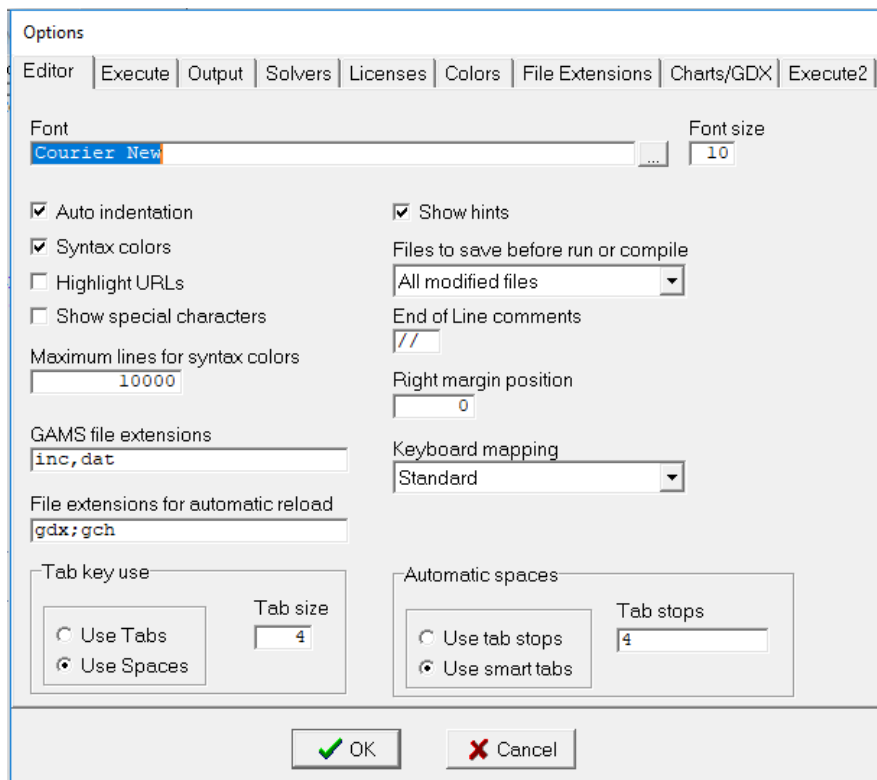 Options
Editor Execute Output Solvers Licenses Colors File Extensions Charts/GDX Execute2
Font
Font size
Courier New
...
10
Auto indentation
Syntax colors
Highlight URLs
Show special characters
Maximum lines for syntax colors
10000
GAMS file extensions
inc,dat
File extensions for automatic reload
gdx;gch
Show hints
Files to save before run or compile
All modified files
End of Line comments
//
Right margin position
0
Keyboard mapping
Standard
Tab key use
Use Tabs
Use Spaces
Tab size
4
Automatic spaces
Use tab stops
Use smart tabs
Tab stops
4
OK
Cancel